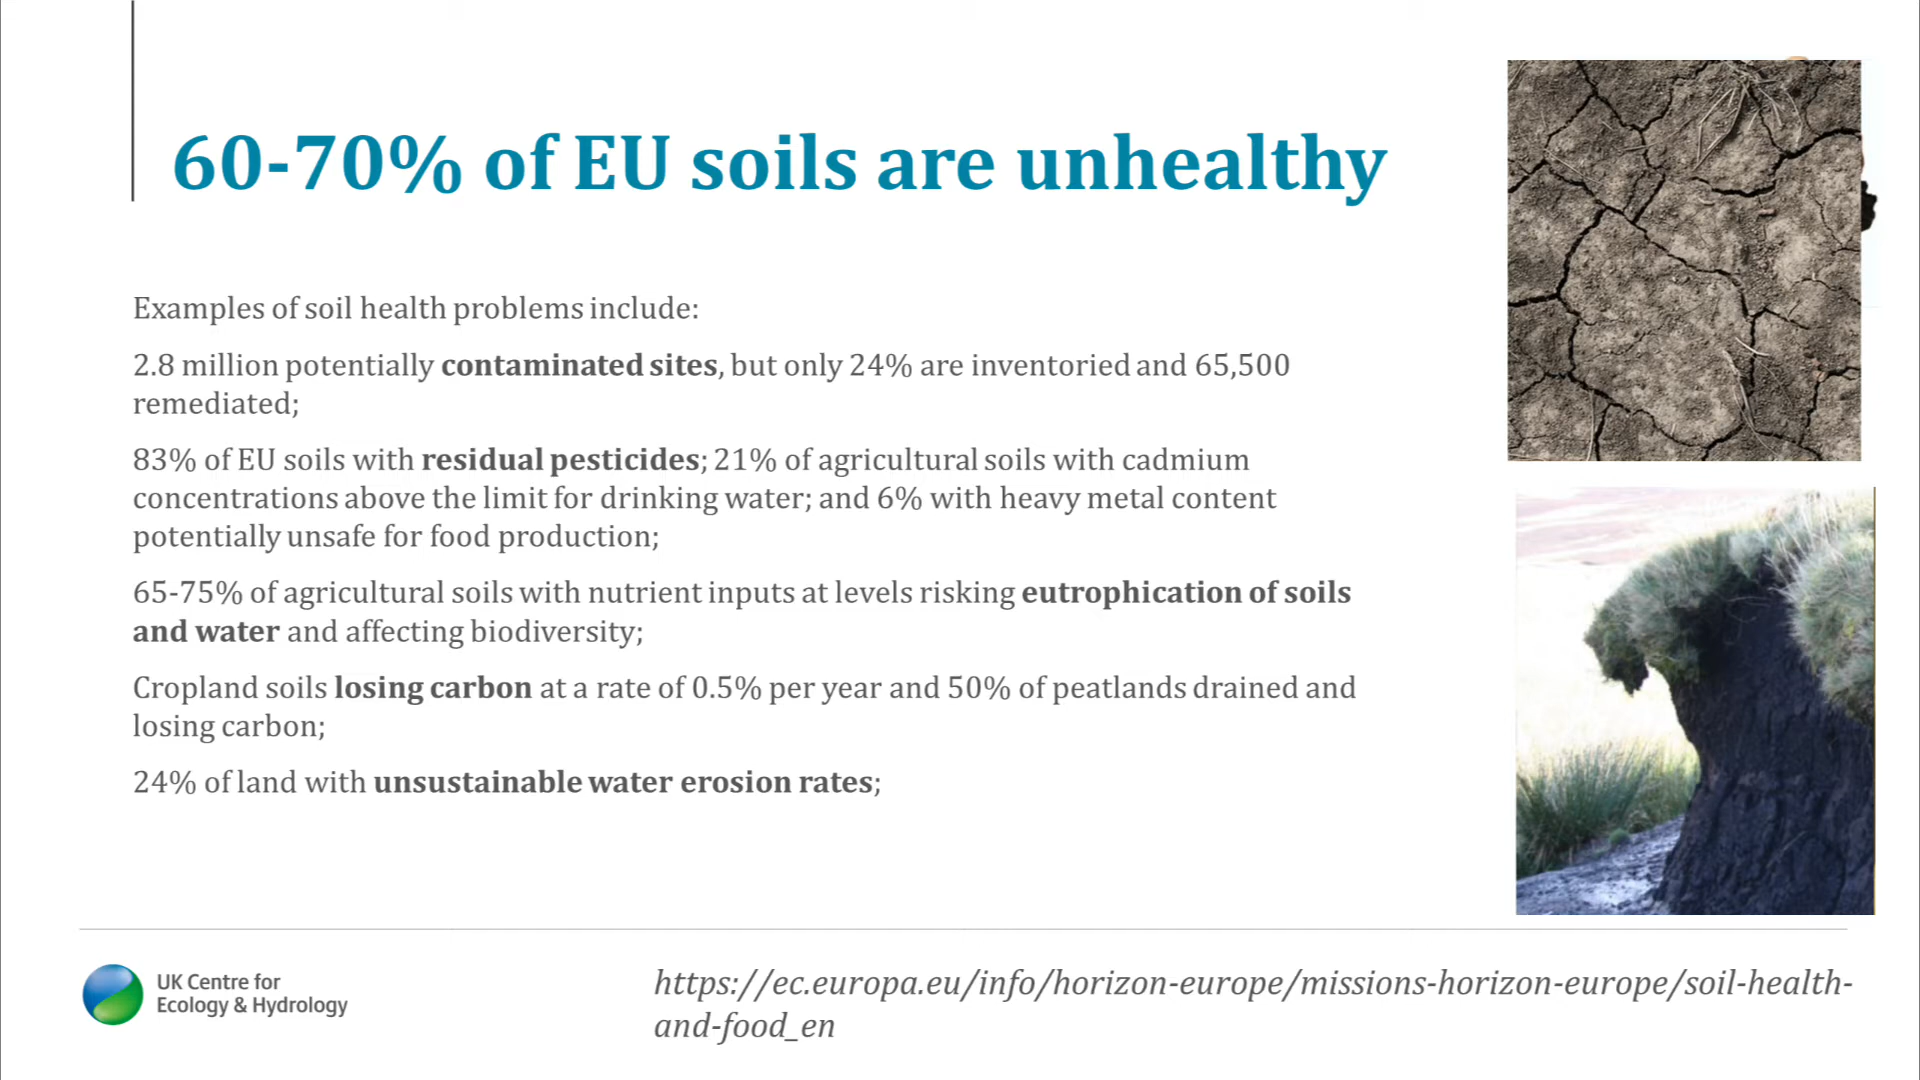 60-70% of EU soils are unhealthy
Examples of soil health problems include:
2.8 million potentially contaminated sites, but only 24% are inventoried and 65,500
remediated;
83% of EU soils with residual pesticides; 21% of agricultural soils with cadmium
concentrations above the limit for drinking water; and 6% with heavy metal content
potentially unsafe for food production;
65-75% of agricultural soils with nutrient inputs at levels risking eutrophication of soils
and water and affecting biodiversity;
Cropland soils losing carbon at a rate of 0.5% per year and 50% of peatlands drained and
losing carbon;
24% of land with unsustainable water erosion rates;
UK Centre for
Ecology & Hydrology
https://ec.europa.eu/info/horizon-europe/missions-horizon-europe/soil-health-
and-food_en